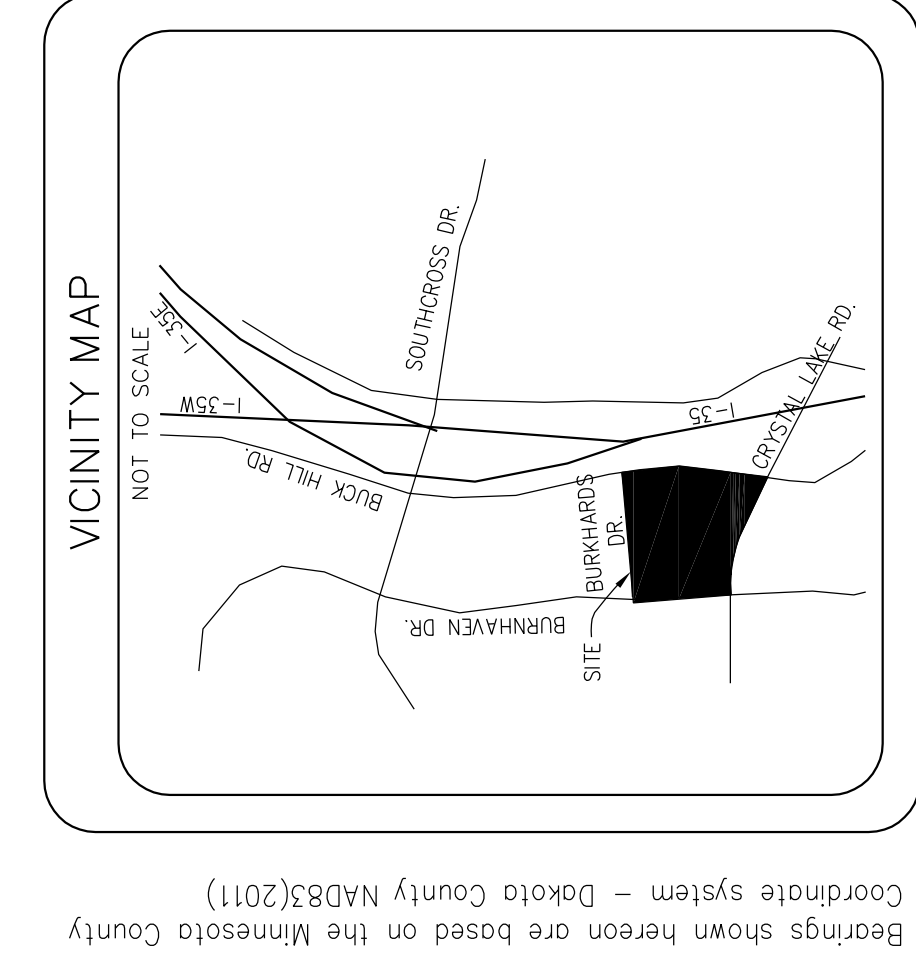 VICINITY MAP
NOT TO SCALE
I-35E
I-35W
BUCK HILL RD.
SOUTHCROSS DR.
I-35
CRYSTAL LAKE RD.
BURKHARDS
DR.
BURNHAVEN DR.
SITE
Bearings shown hereon are based on the Minnesota County
Coordinate system - Dakota County NAD83(2011)